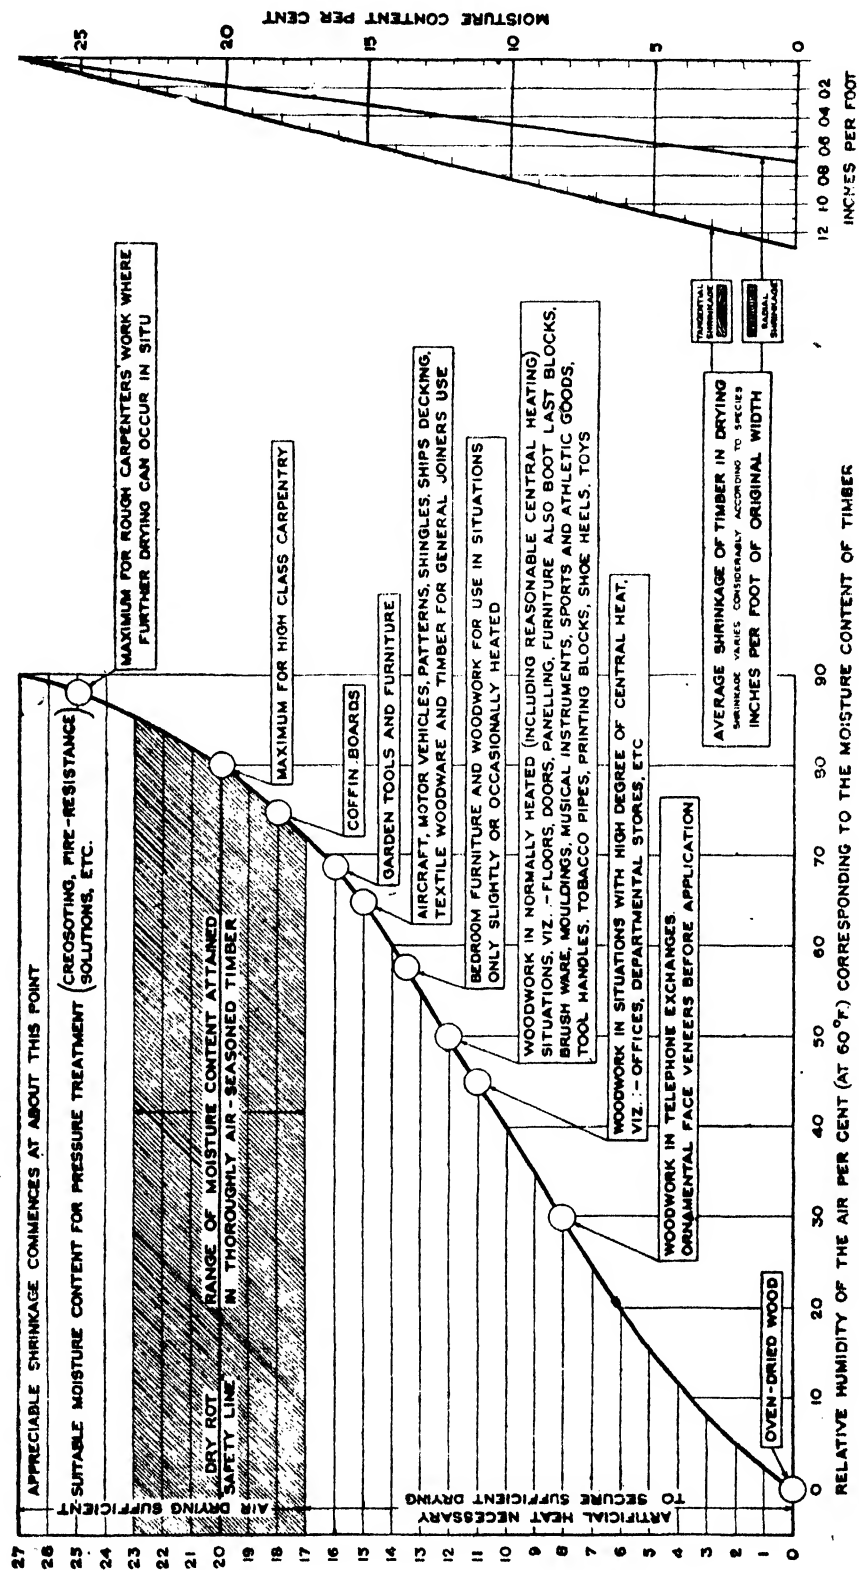 27
26
25
24
23
22
21
20
19
18
17
16
15
14
13
12
11
10
9
8
7
6
5
4
3
2
1
0
AIR DRYING SUFFICIENT
ARTIFICIAL HEAT NECESSARY
TO SECURE SUFFICIENT DRYING
APPRECIABLE SHRINKAGE COMMENCES AT ABOUT THIS POINT
SUITABLE MOISTURE CONTENT FOR PRESSURE TREATMENT (CREOSOTING, FIRE-RESISTANCE
SOLUTIONS, ETC.)
DRY ROT
SAFETY LINE
RANGE OF MOISTURE CONTENT ATTAINED
IN THOROUGHLY AIR-SEASONED TIMBER
MAXIMUM FOR ROUGH CARPENTERS' WORK WHERE
FURTHER DRYING CAN OCCUR IN SITU
MAXIMUM FOR HIGH CLASS CARPENTRY
COFFIN BOARDS
GARDEN TOOLS AND FURNITURE
AIRCRAFT, MOTOR VEHICLES, PATTERNS, SHINGLES, SHIPS DECKING,
TEXTILE WOODWARE AND TIMBER FOR GENERAL JOINERS USE
BEDROOM FURNITURE AND WOODWORK FOR USE IN SITUATIONS
ONLY SLIGHTLY OR OCCASIONALLY HEATED
WOODWORK IN NORMALLY HEATED (INCLUDING REASONABLE CENTRAL HEATING)
SITUATIONS, VIZ.:- FLOORS, DOORS, PANELLING, FURNITURE ALSO BOOT LAST BLOCKS,
BRUSH WARE, MOULDINGS, MUSICAL INSTRUMENTS, SPORTS AND ATHLETIC GOODS,
TOOL HANDLES, TOBACCO PIPES, PRINTING BLOCKS, SHOE HEELS, TOYS
WOODWORK IN SITUATIONS WITH HIGH DEGREE OF CENTRAL HEAT,
VIZ.:- OFFICES, DEPARTMENTAL STORES, ETC
WOODWORK IN TELEPHONE EXCHANGES.
ORNAMENTAL FACE VENEERS BEFORE APPLICATION
OVEN-DRIED WOOD
0 10 20 30 40 50 60 70 80 90
RELATIVE HUMIDITY OF THE AIR PER CENT (AT 60°F.) CORRESPONDING TO THE MOISTURE CONTENT OF TIMBER
AVERAGE SHRINKAGE OF TIMBER IN DRYING
SHRINKAGE VARIES CONSIDERABLY ACCORDING TO SPECIES
INCHES PER FOOT OF ORIGINAL WIDTH
TANGENTIAL
SHRINKAGE
RADIAL
SHRINKAGE
12 10 08 06 04 02
INCHES PER FOOT
25
20
15
10
5
0
MOISTURE CONTENT PER CENT